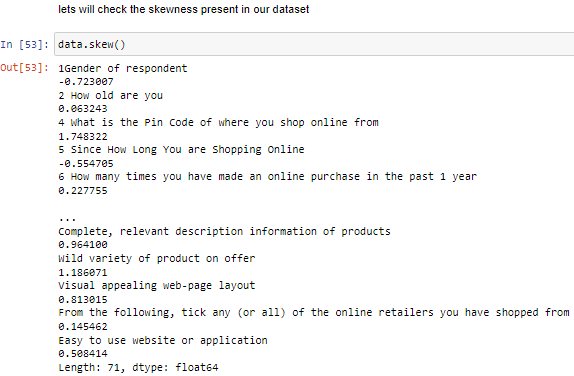 lets will check the skewness present in our dataset
In [53]: data.skew()
Out[53]: 1Gender of respondent
-0.723007
2 How old are you
0.063243
4 What is the Pin Code of where you shop online from
1.748322
5 Since How Long You are Shopping Online
-0.554705
6 How many times you have made an online purchase in the past 1 year
0.227755
...
Complete, relevant description information of products
0.964100
Wild variety of product on offer
1.186071
Visual appealing web-page layout
0.813015
From the following, tick any (or all) of the online retailers you have shopped from
0.145462
Easy to use website or application
0.508414
Length: 71, dtype: float64